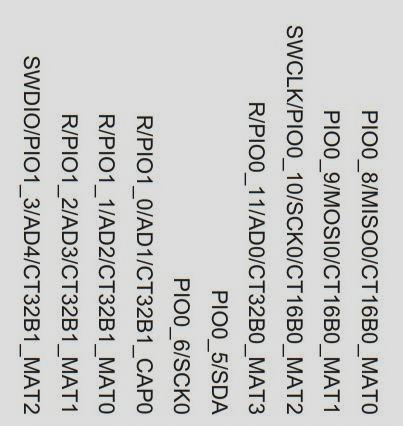 PIO0_8/MISO0/CT16B0_MAT0
PIO0_9/MOSI0/CT16B0_MAT1
SWCLK/PIO0_10/SCK0/CT16B0_MAT2
R/PIO0_11/AD0/CT32B0_MAT3
PIO0_5/SDA
PIO0_6/SCK0
R/PIO1_0/AD1/CT32B1_CAP0
R/PIO1_1/AD2/CT32B1_MAT0
R/PIO1_2/AD3/CT32B1_MAT1
SWDIO/PIO1_3/AD4/CT32B1_MAT2